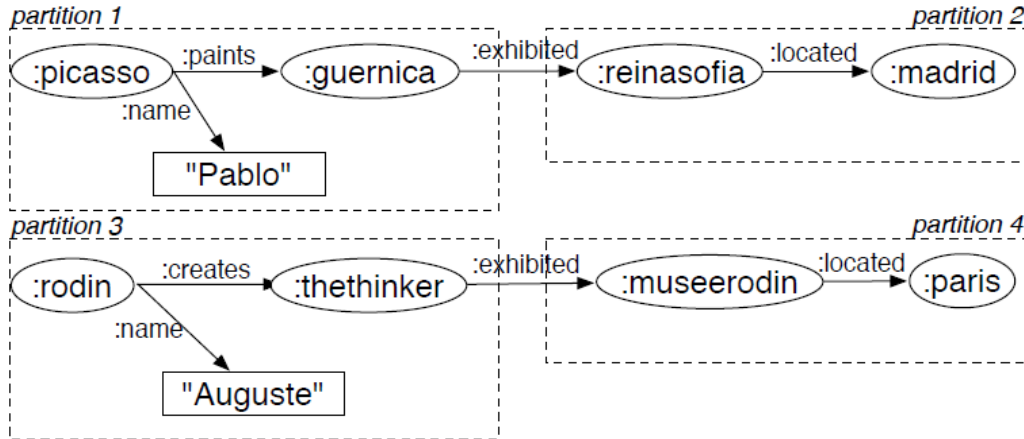 partition 1
partition 2
:picasso :paints :guernica :exhibited :reinasofia :located :madrid
:name
"Pablo"
partition 3
partition 4
:rodin :creates :thethinker :exhibited :museerodin :located :paris
:name
"Auguste"